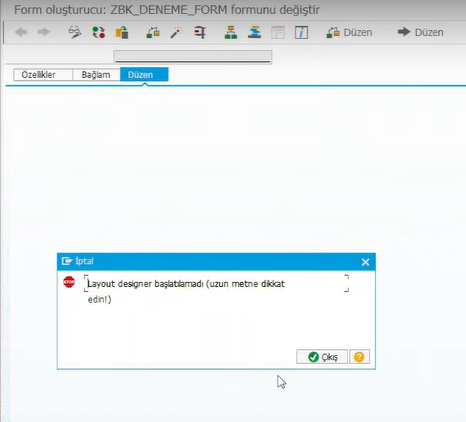 Form oluşturucu: ZBK_DENEME_FORM formunu değiştir
Düzen Düzen
Özellikler Bağlam Düzen
İptal
STOP
Layout designer başlatılamadı (uzun metne dikkat
edin!)
Çıkış